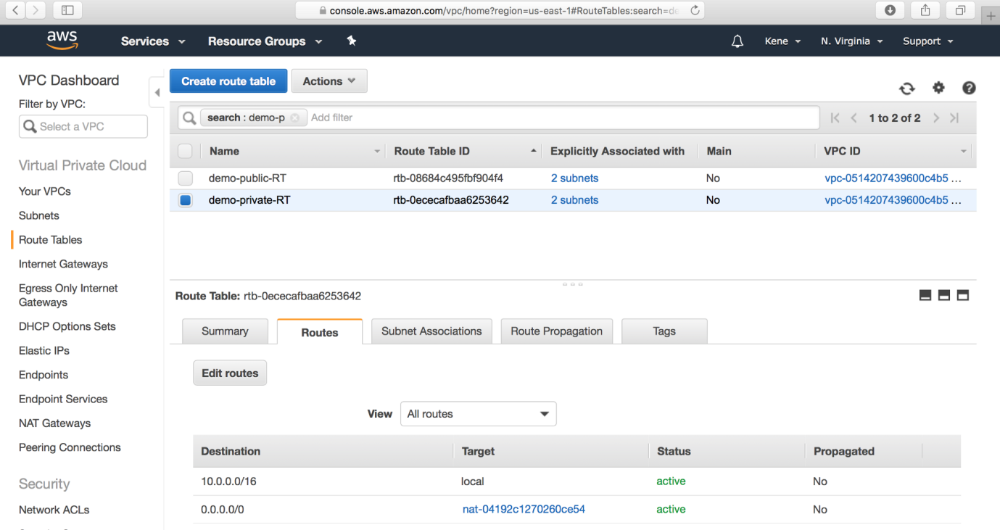 console.aws.amazon.com/vpc/home?region=us-east-1#RouteTables:search=de
aws Services Resource Groups Kene N. Virginia Support
VPC Dashboard
Filter by VPC:
Select a VPC
Virtual Private Cloud
Your VPCs
Subnets
Route Tables
Internet Gateways
Egress Only Internet
Gateways
DHCP Options Sets
Elastic IPs
Endpoints
Endpoint Services
NAT Gateways
Peering Connections
Security
Network ACLs
Create route table Actions
search : demo-p Add filter 1 to 2 of 2
Name Route Table ID Explicitly Associated with Main VPC ID
demo-public-RT rtb-08684c495fbf904f4 2 subnets No vpc-0514207439600c4b5 ...
demo-private-RT rtb-0ececafbaa6253642 2 subnets No vpc-0514207439600c4b5 ...
Route Table: rtb-0ececafbaa6253642
Summary Routes Subnet Associations Route Propagation Tags
Edit routes
View All routes
Destination Target Status Propagated
10.0.0.0/16 local active No
0.0.0.0/0 nat-04192c1270260ce54 active No